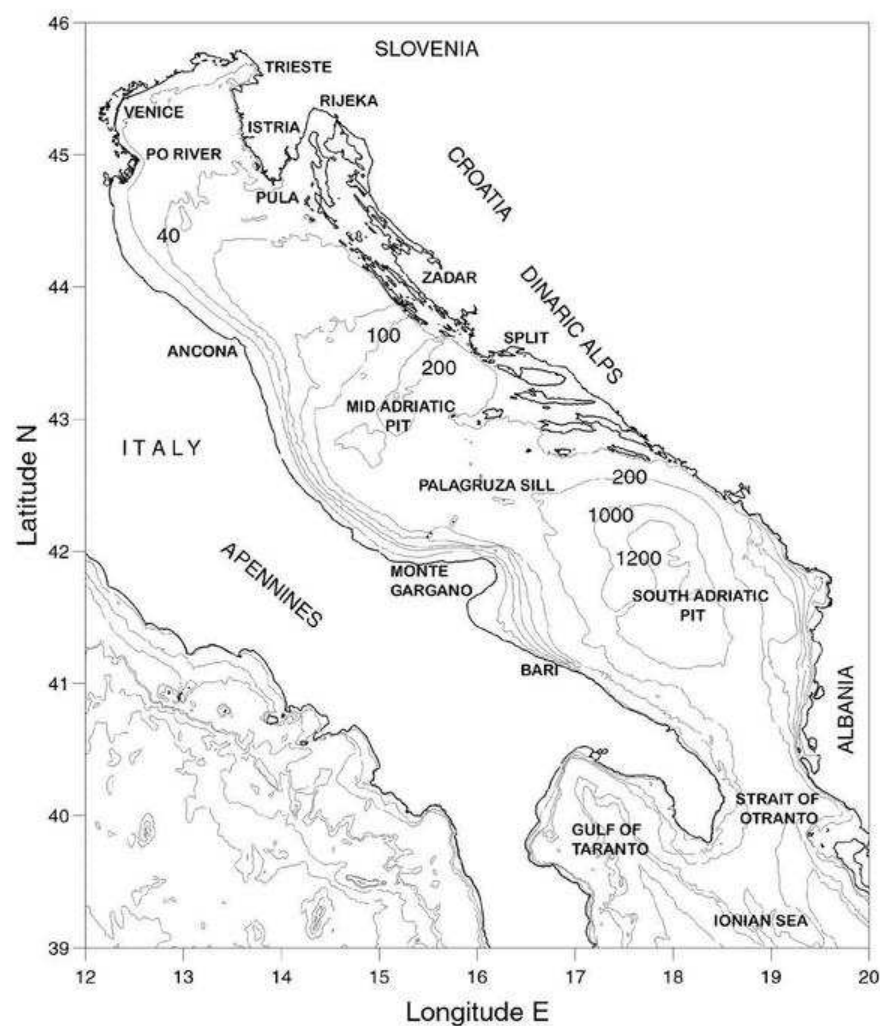 46
SLOVENIA
TRIESTE
RIJEKA
VENICE
ISTRIA
45
PO RIVER
CROATIA
PULA
40
ZADAR
44
DINARIC ALPS
100
SPLIT
ANCONA
200
MID ADRIATIC
PIT
43
ITALY
PALAGRUZA SILL
200
1000
42
1200
APENNINES
MONTE
GARGANO
SOUTH ADRIATIC
PIT
BARI
41
ALBANIA
STRAIT OF
OTRANTO
40
GULF OF
TARANTO
IONIAN SEA
39
12 13 14 15 16 17 18 19 20
Latitude N
Longitude E